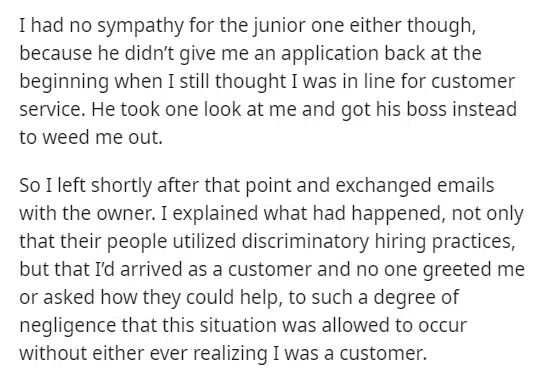 I had no sympathy for the junior one either though,
because he didn’t give me an application back at the
beginning when I still thought I was in line for customer
service. He took one look at me and got his boss instead
to weed me out.
So I left shortly after that point and exchanged emails
with the owner. I explained what had happened, not only
that their people utilized discriminatory hiring practices,
but that I’d arrived as a customer and no one greeted me
or asked how they could help, to such a degree of
negligence that this situation was allowed to occur
without either ever realizing I was a customer.